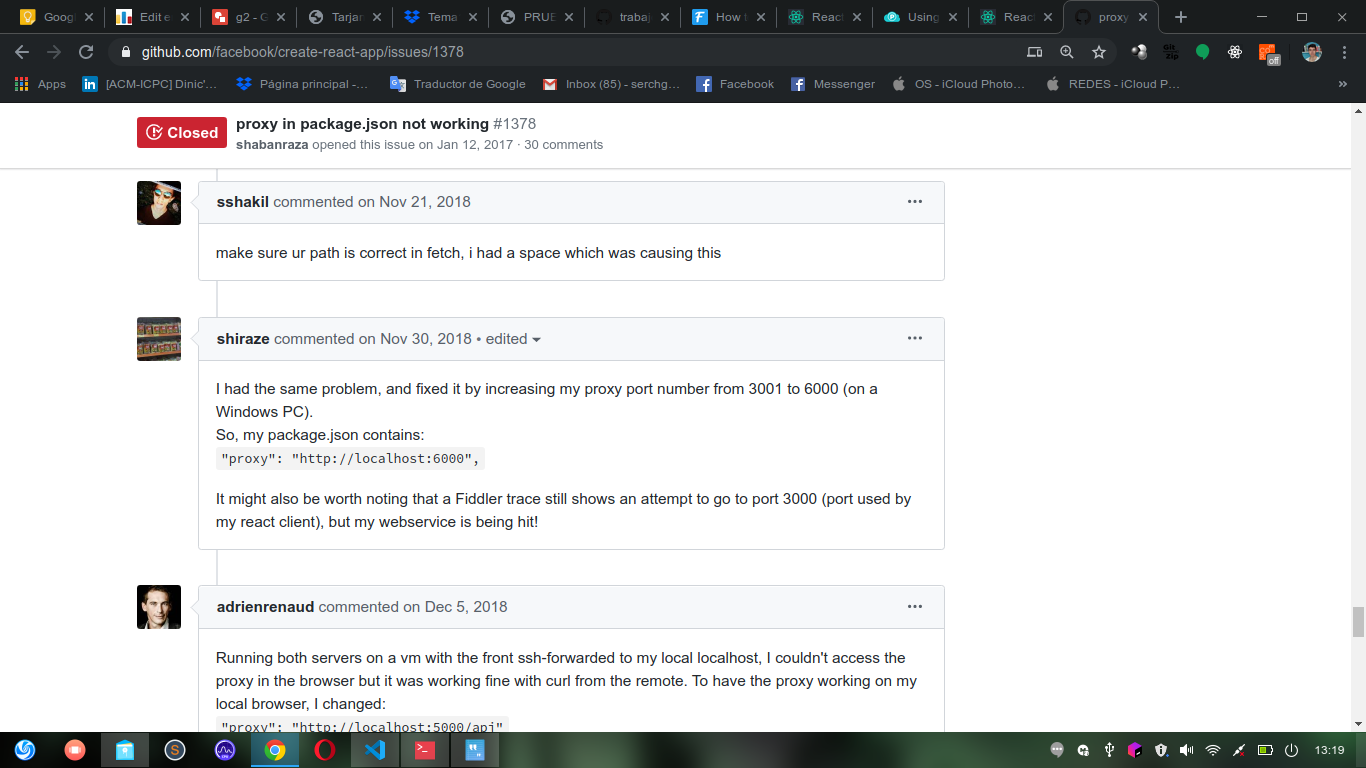 Googl
Edit e
g2 - G
Tarjan
Tema
PRUE
trabaj
How t
React
Using
React
proxy
github.com/facebook/create-react-app/issues/1378
Git
Zip
off
Apps
[ACM-ICPC] Dinic'...
Página principal -...
Traductor de Google
Inbox (85) - serchg...
Facebook
Messenger
OS - iCloud Photo...
REDES - iCloud P...
»
Closed
proxy in package.json not working #1378
shabanraza opened this issue on Jan 12, 2017 · 30 comments
sshakil commented on Nov 21, 2018
make sure ur path is correct in fetch, i had a space which was causing this
shiraze commented on Nov 30, 2018 • edited
I had the same problem, and fixed it by increasing my proxy port number from 3001 to 6000 (on a
Windows PC).
So, my package.json contains:
"proxy": "http://localhost:6000",
It might also be worth noting that a Fiddler trace still shows an attempt to go to port 3000 (port used by
my react client), but my webservice is being hit!
adrienrenaud commented on Dec 5, 2018
Running both servers on a vm with the front ssh-forwarded to my local localhost, I couldn't access the
proxy in the browser but it was working fine with curl from the remote. To have the proxy working on my
local browser, I changed:
"proxy": "http://localhost:5000/api"
13:19